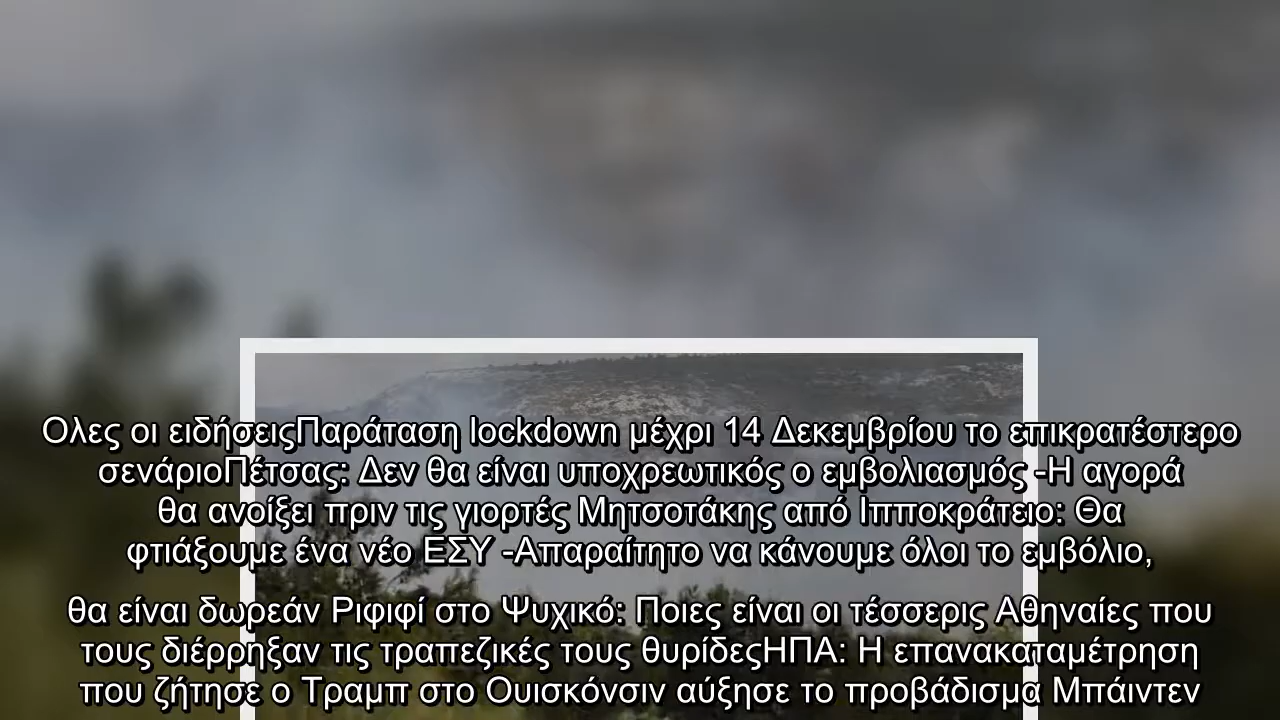 Ολες οι ειδήσειςΠαράταση lockdown μέχρι 14 Δεκεμβρίου το επικρατέστερο
σενάριοΠέτσας: Δεν θα είναι υποχρεωτικός ο εμβολιασμός -Η αγορά
θα ανοίξει πριν τις γιορτές Μητσοτάκης από Ιπποκράτειο: Θα
φτιάξουμε ένα νέο ΕΣΥ -Απαραίτητο να κάνουμε όλοι το εμβόλιο,
θα είναι δωρεάν Ριφιφί στο Ψυχικό: Ποιες είναι οι τέσσερις Αθηναίες που
τους διέρρηξαν τις τραπεζικές τους θυρίδεςΗΠΑ: Η επανακαταμέτρηση
που ζήτησε ο Τραμπ στο Ουισκόνσιν αύξησε το προβάδισμα Μπάιντεν